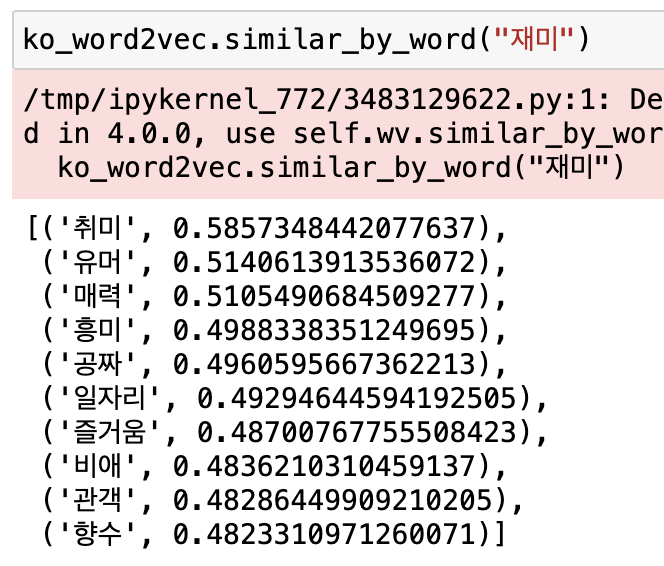 ko_word2vec.similar_by_word("재미")
/tmp/ipykernel_772/3483129622.py:1: De
d in 4.0.0, use self.wv.similar_by_wor
ko_word2vec.similar_by_word("재미")
[('취미', 0.5857348442077637),
('유머', 0.5140613913536072),
('매력', 0.5105490684509277),
('흥미', 0.4988338351249695),
('공짜', 0.4960595667362213),
('일자리', 0.49294644594192505),
('즐거움', 0.48700767755508423),
('비애', 0.4836210310459137),
('관객', 0.48286449909210205),
('향수', 0.4823310971260071)]